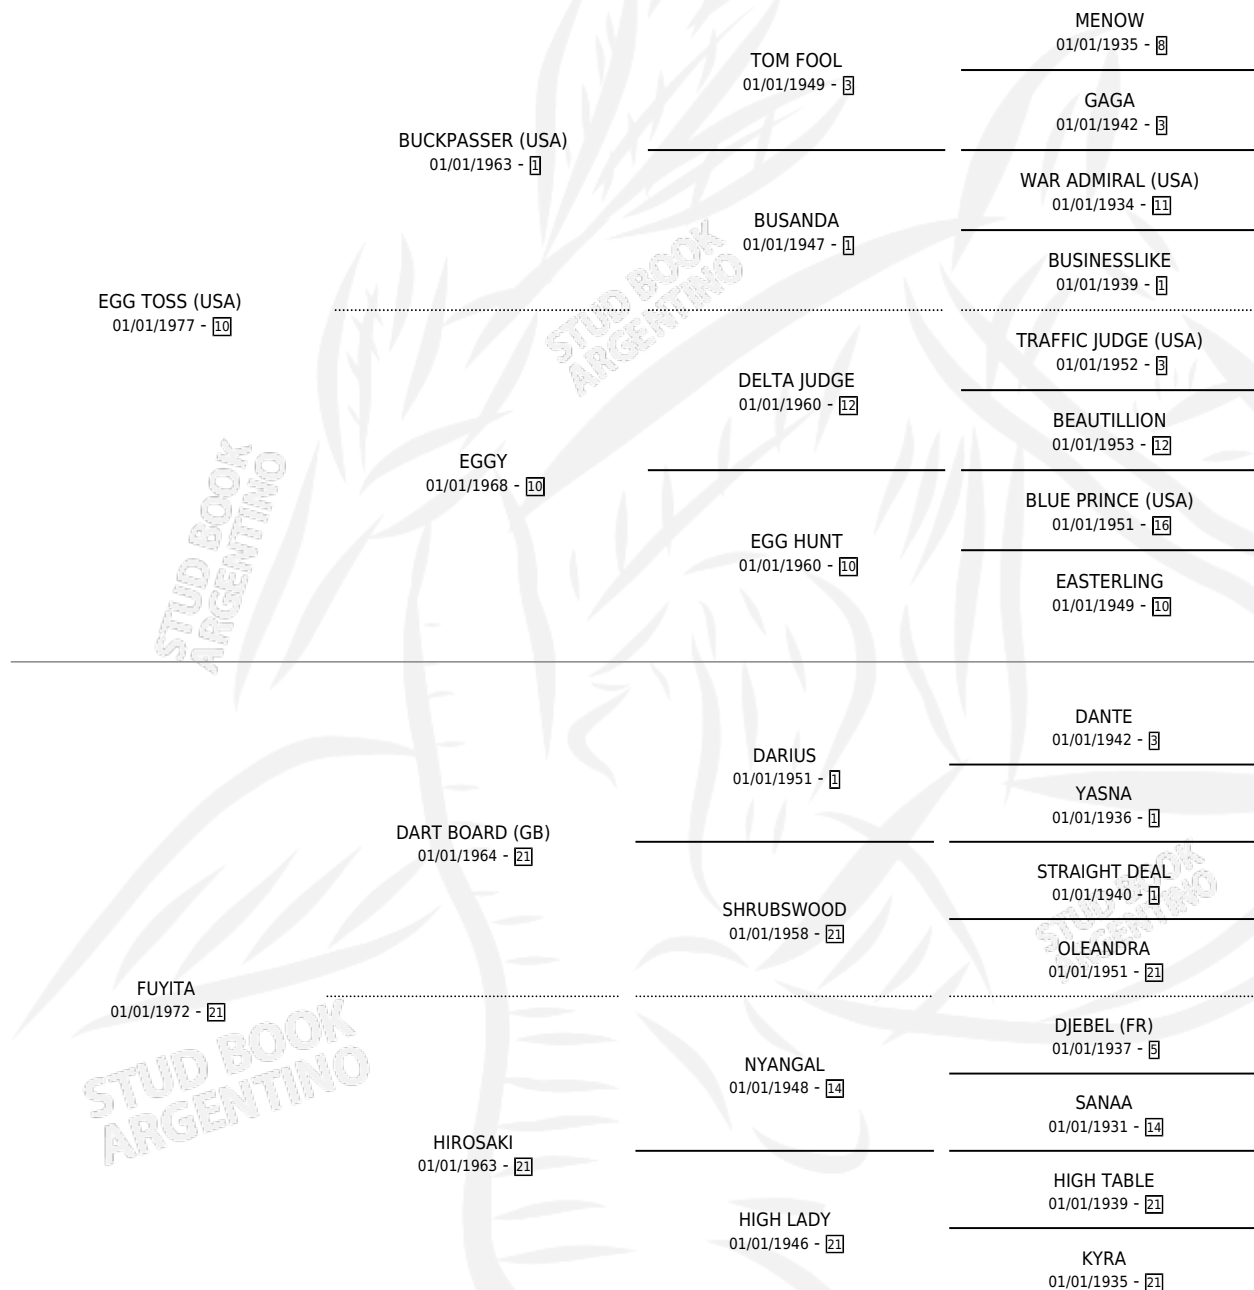 MENOW
01/01/1935 - 8
TOM FOOL
01/01/1949 - 3
GAGA
01/01/1942 - 3
BUCKPASSER (USA)
01/01/1963 - 1
WAR ADMIRAL (USA)
01/01/1934 - 11
BUSANDA
01/01/1947 - 1
BUSINESSLIKE
01/01/1939 - 1
EGG TOSS (USA)
01/01/1977 - 10
TRAFFIC JUDGE (USA)
01/01/1952 - 3
DELTA JUDGE
01/01/1960 - 12
BEAUTILLION
01/01/1953 - 12
EGGY
01/01/1968 - 10
BLUE PRINCE (USA)
01/01/1951 - 16
EGG HUNT
01/01/1960 - 10
EASTERLING
01/01/1949 - 10
DANTE
01/01/1942 - 3
DARIUS
01/01/1951 - 1
YASNA
01/01/1936 - 1
DART BOARD (GB)
01/01/1964 - 21
STRAIGHT DEAL
01/01/1940 - 1
SHRUBSWOOD
01/01/1958 - 21
OLEANDRA
01/01/1951 - 21
FUYITA
01/01/1972 - 21
DJEBEL (FR)
01/01/1937 - 5
NYANGAL
01/01/1948 - 14
SANAA
01/01/1931 - 14
HIROSAKI
01/01/1963 - 21
HIGH TABLE
01/01/1939 - 21
HIGH LADY
01/01/1946 - 21
KYRA
01/01/1935 - 21
STUD BOOK
ARGENTINO
STUD BOOK
ARGENTINO
STUD BOOK
ARGENTINO
STUD BOOK
ARGENTINO